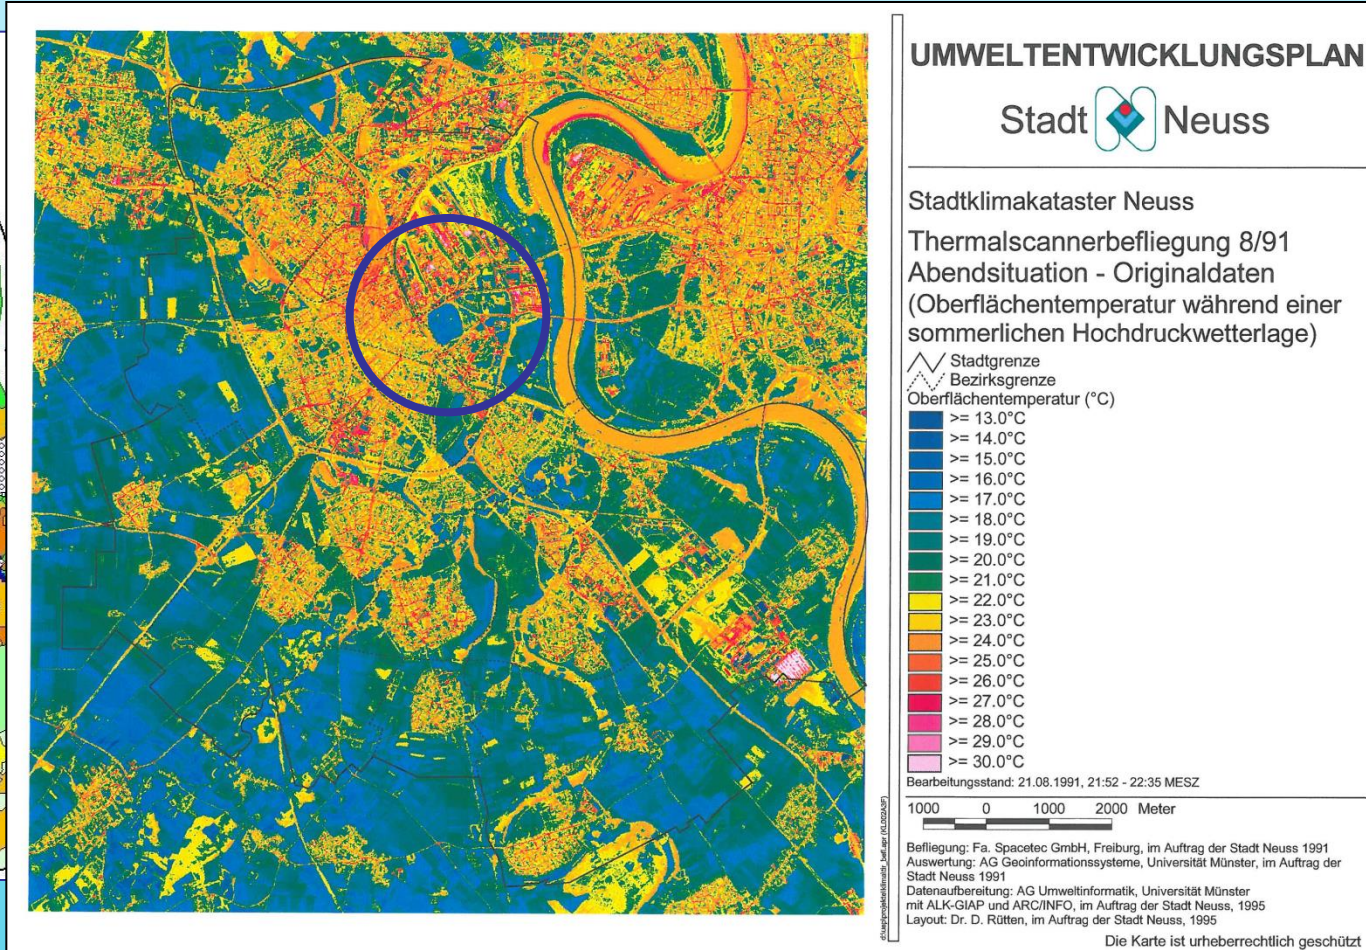 UMWELTENTWICKLUNGSPLAN
Stadt Neuss
Stadtklimakataster Neuss
Thermalscannerbefliegung 8/91
Abendsituation - Originaldaten
(Oberflächentemperatur während einer
sommerlichen Hochdruckwetterlage)
Stadtgrenze
Bezirksgrenze
Oberflächentemperatur (°C)
>= 13.0°C
>= 14.0°C
>= 15.0°C
>= 16.0°C
>= 17.0°C
>= 18.0°C
>= 19.0°C
>= 20.0°C
>= 21.0°C
>= 22.0°C
>= 23.0°C
>= 24.0°C
>= 25.0°C
>= 26.0°C
>= 27.0°C
>= 28.0°C
>= 29.0°C
>= 30.0°C
Bearbeitungsstand: 21.08.1991, 21:52 - 22:35 MESZ
1000 0 1000 2000 Meter
Befliegung: Fa. Spacetec GmbH, Freiburg, im Auftrag der Stadt Neuss 1991
Auswertung: AG Geoinformationssysteme, Universität Münster, im Auftrag der
Stadt Neuss 1991
Datenaufbereitung: AG Umweltinformatik, Universität Münster
mit ALK-GIAP und ARC/INFO, im Auftrag der Stadt Neuss, 1995
Layout: Dr. D. Rütten, im Auftrag der Stadt Neuss, 1995
Die Karte ist urheberrechtlich geschützt